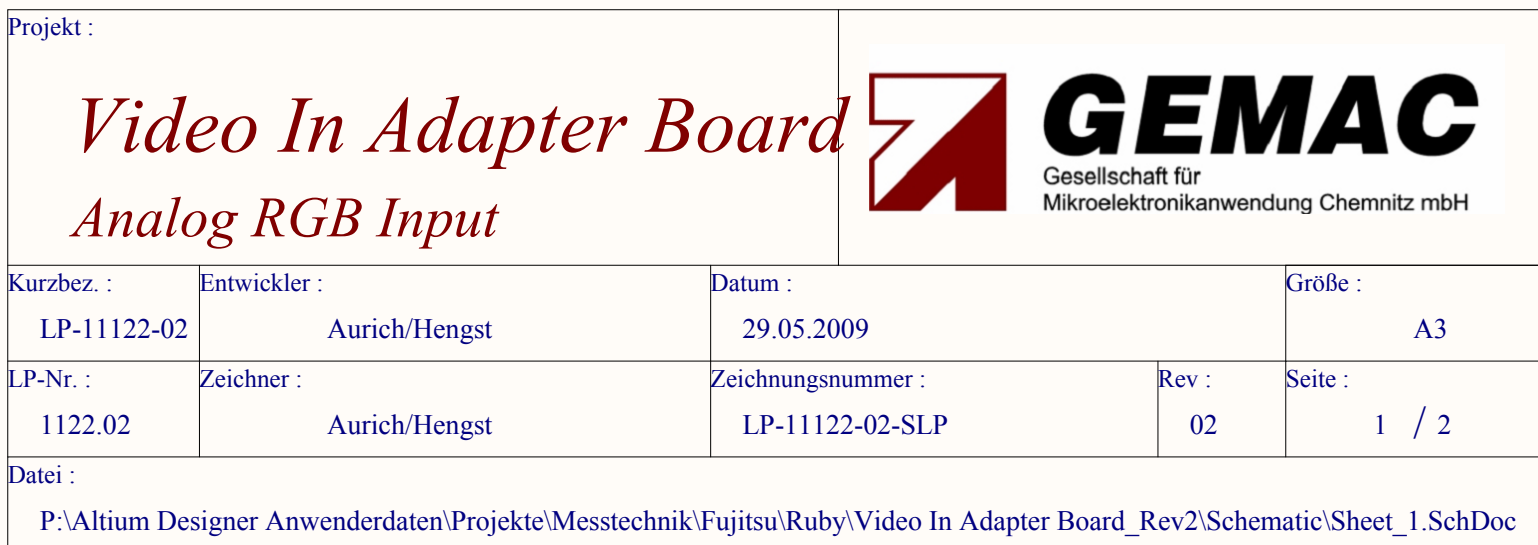 Projekt :
Video In Adapter Board
Analog RGB Input
GEMAC
Gesellschaft für
Mikroelektronikanwendung Chemnitz mbH
Kurzbez. : Entwickler : Datum : Größe :
LP-11122-02 Aurich/Hengst 29.05.2009 A3
LP-Nr. : Zeichner : Zeichnungsnummer : Rev : Seite :
1122.02 Aurich/Hengst LP-11122-02-SLP 02 1 / 2
Datei :
P:\Altium Designer Anwenderdaten\Projekte\Messtechnik\Fujitsu\Ruby\Video In Adapter Board_Rev2\Schematic\Sheet_1.SchDoc